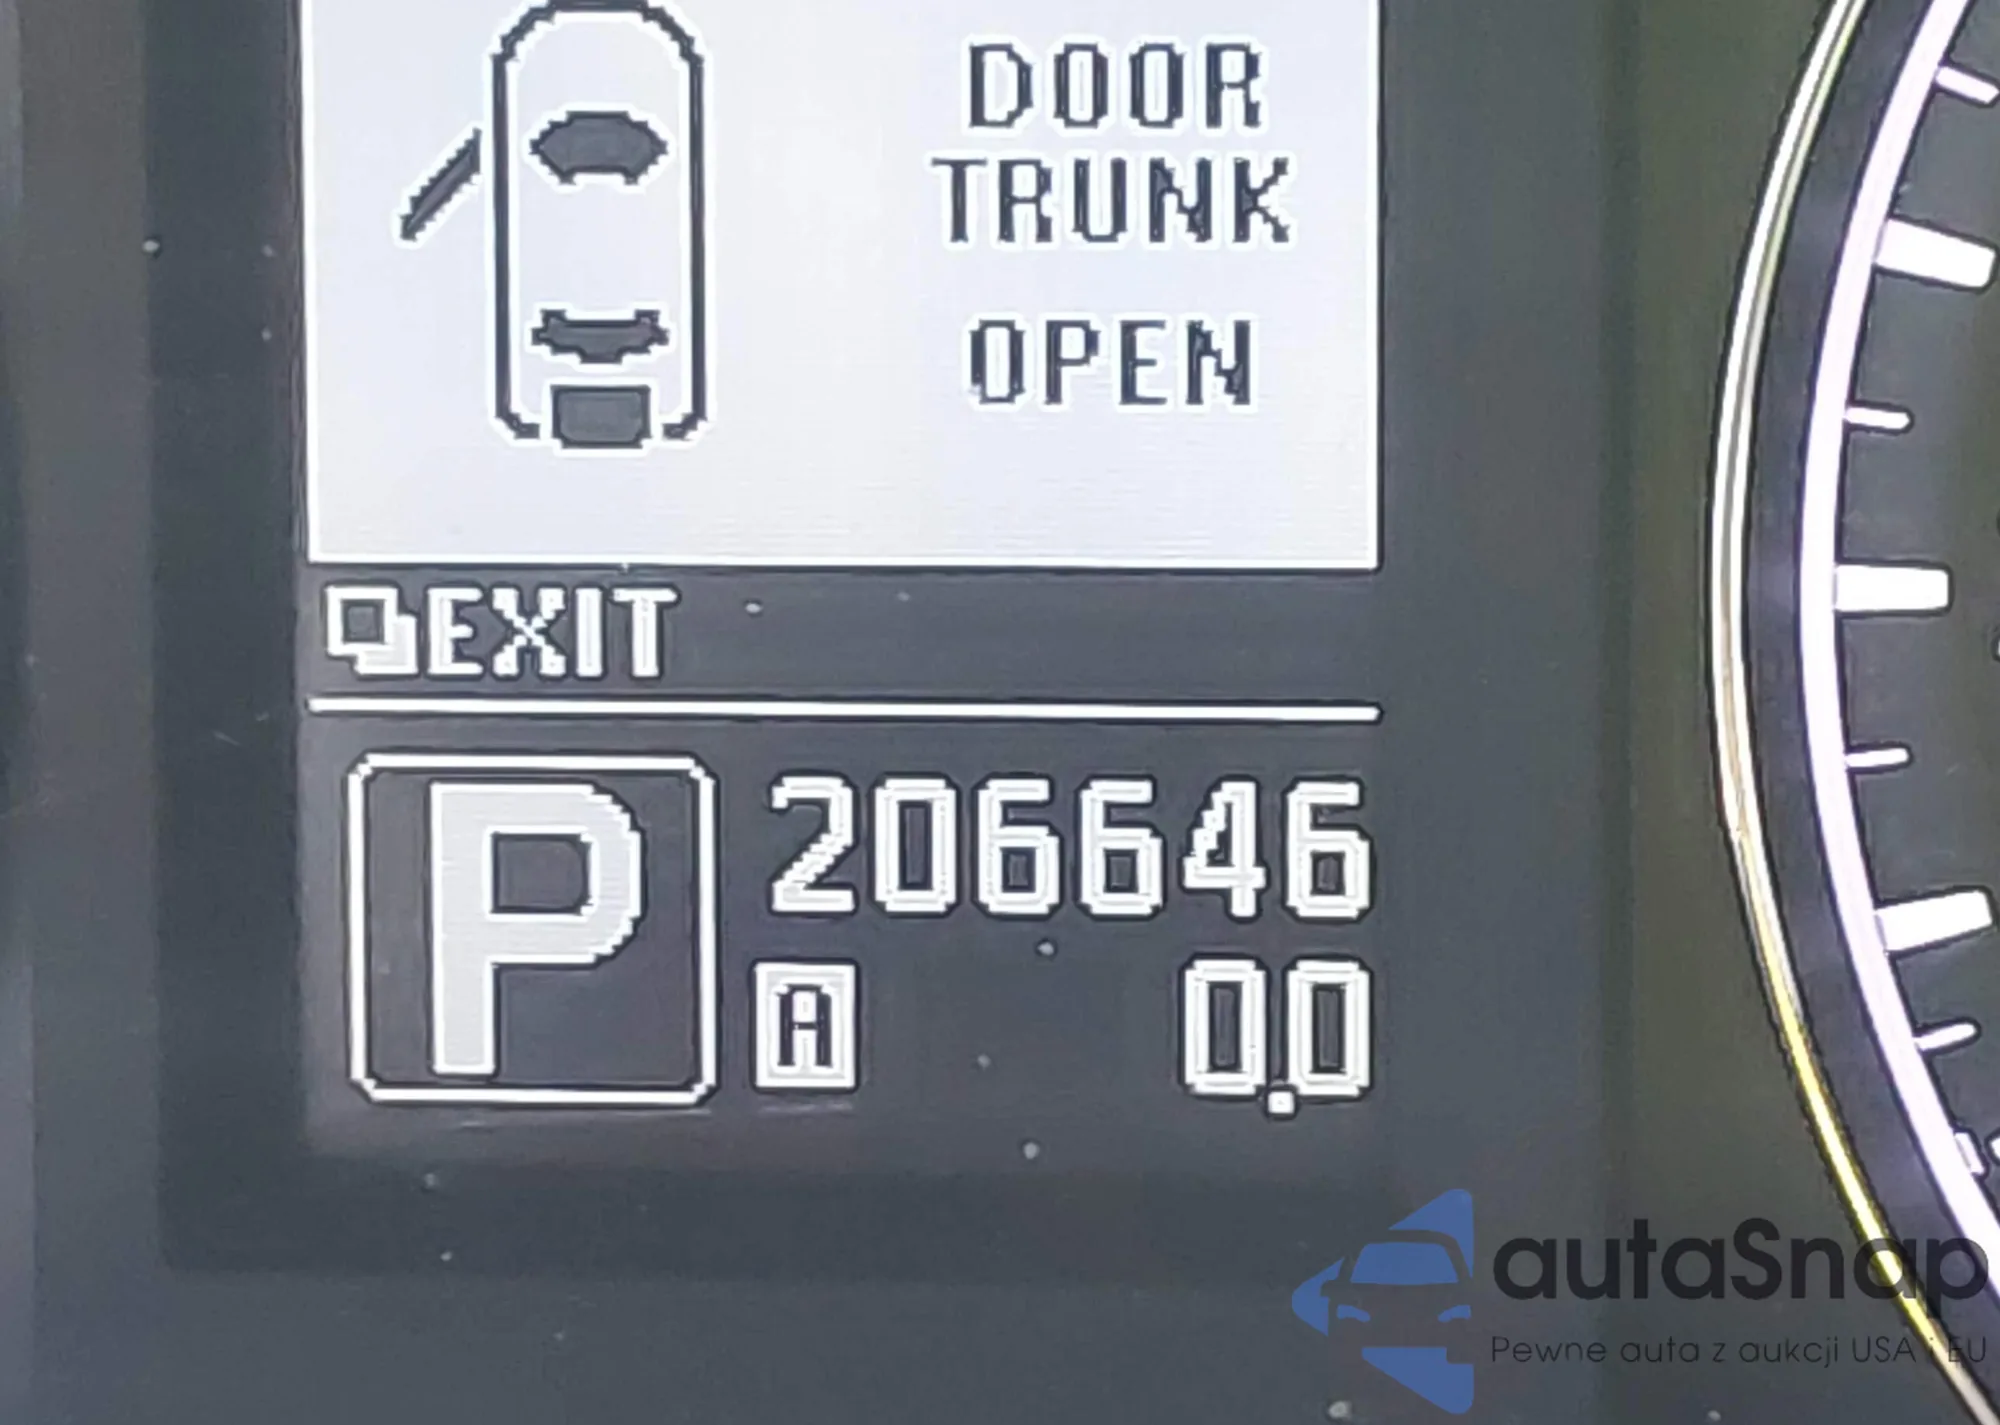 DOOR
TRUNK
OPEN
EXIT
P
206646
A 0.0
autaSnap
Pewne auta z aukcji USA i EU